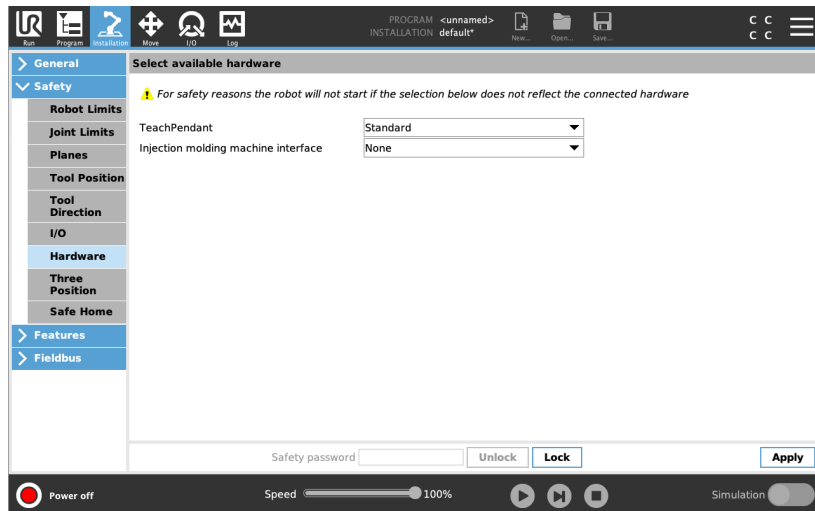 UR
PROGRAM <unnamed>
INSTALLATION default*
C C
C C
Run Program Installation Move I/O Log New... Open... Save...
General
Safety
Robot Limits
Joint Limits
Planes
Tool Position
Tool
Direction
I/O
Hardware
Three
Position
Safe Home
Features
Fieldbus
Select available hardware
For safety reasons the robot will not start if the selection below does not reflect the connected hardware
TeachPendant Standard
Injection molding machine interface None
Safety password Unlock Lock Apply
Power off Speed 100% Simulation